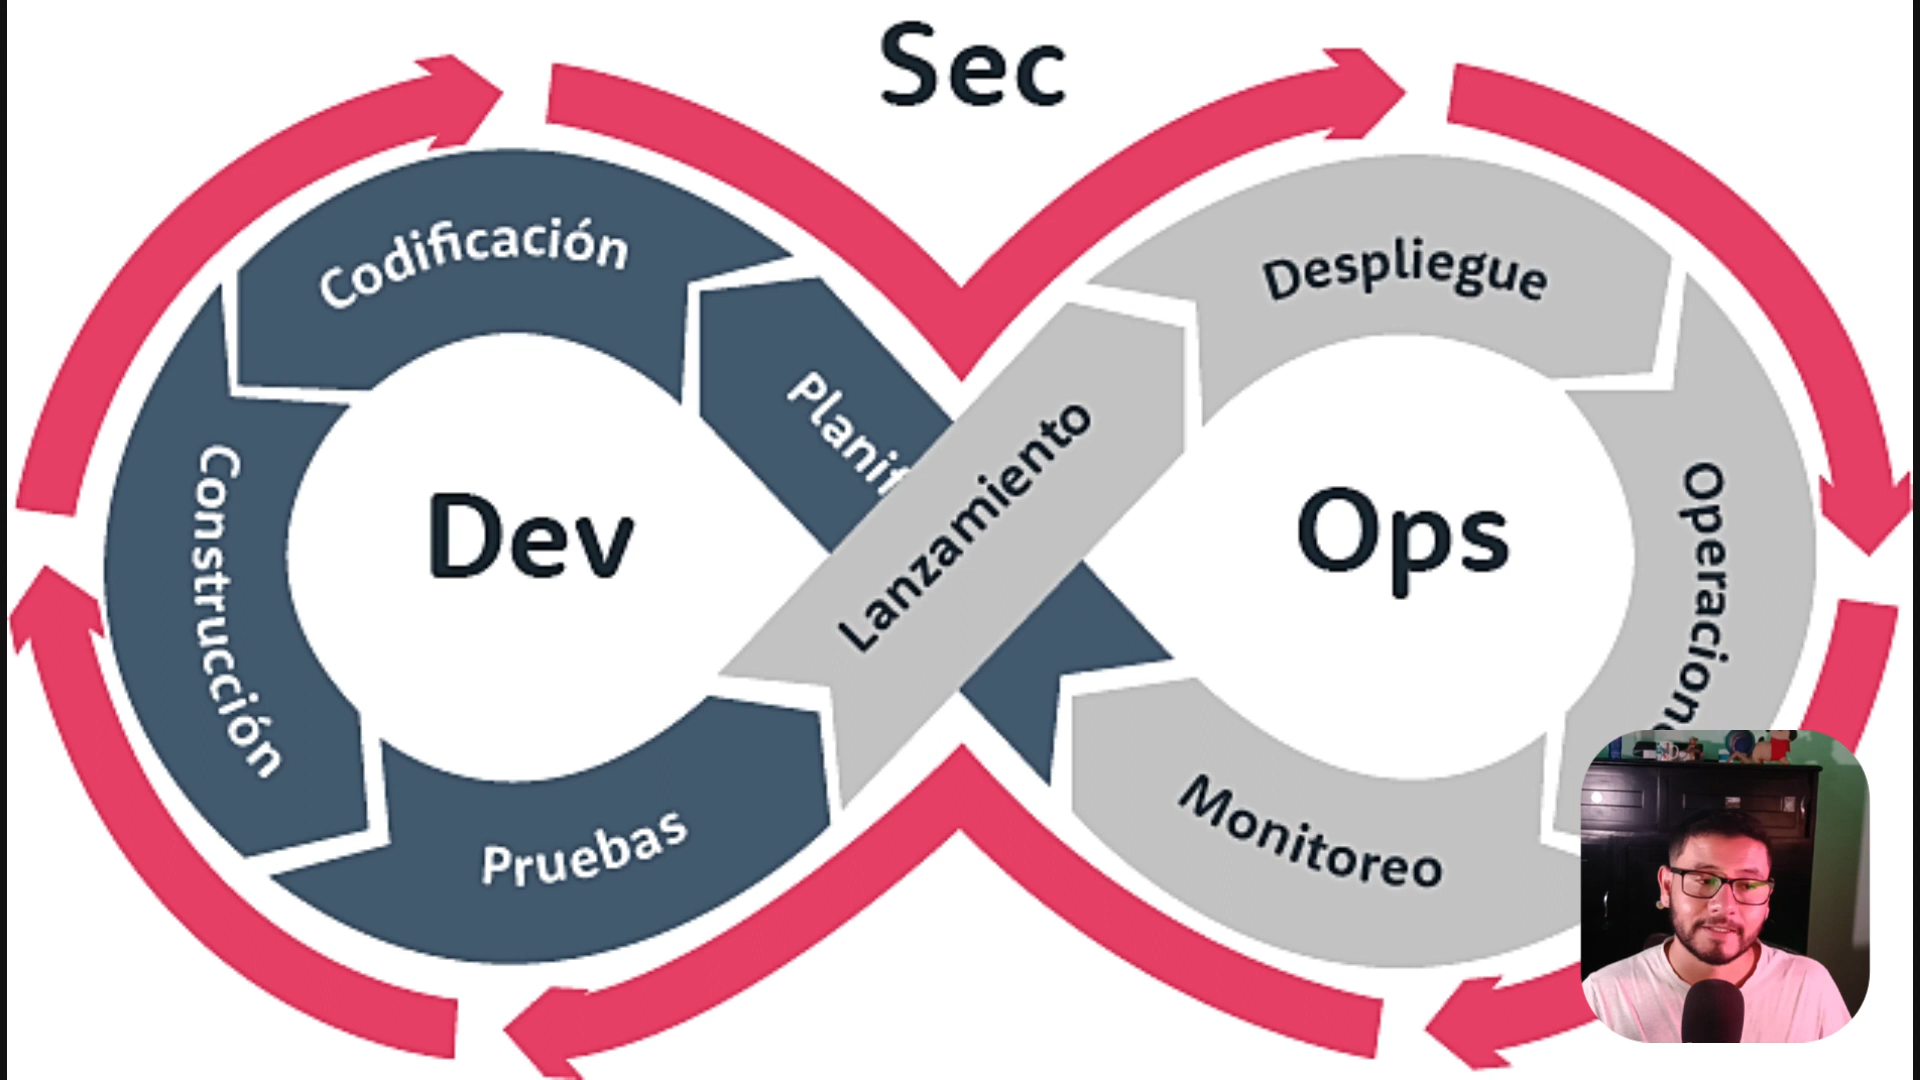 Sec
Codificación
Despliegue
Planif
Lanzamiento
Construcción
Dev
Ops
Operacion
Pruebas
Monitoreo